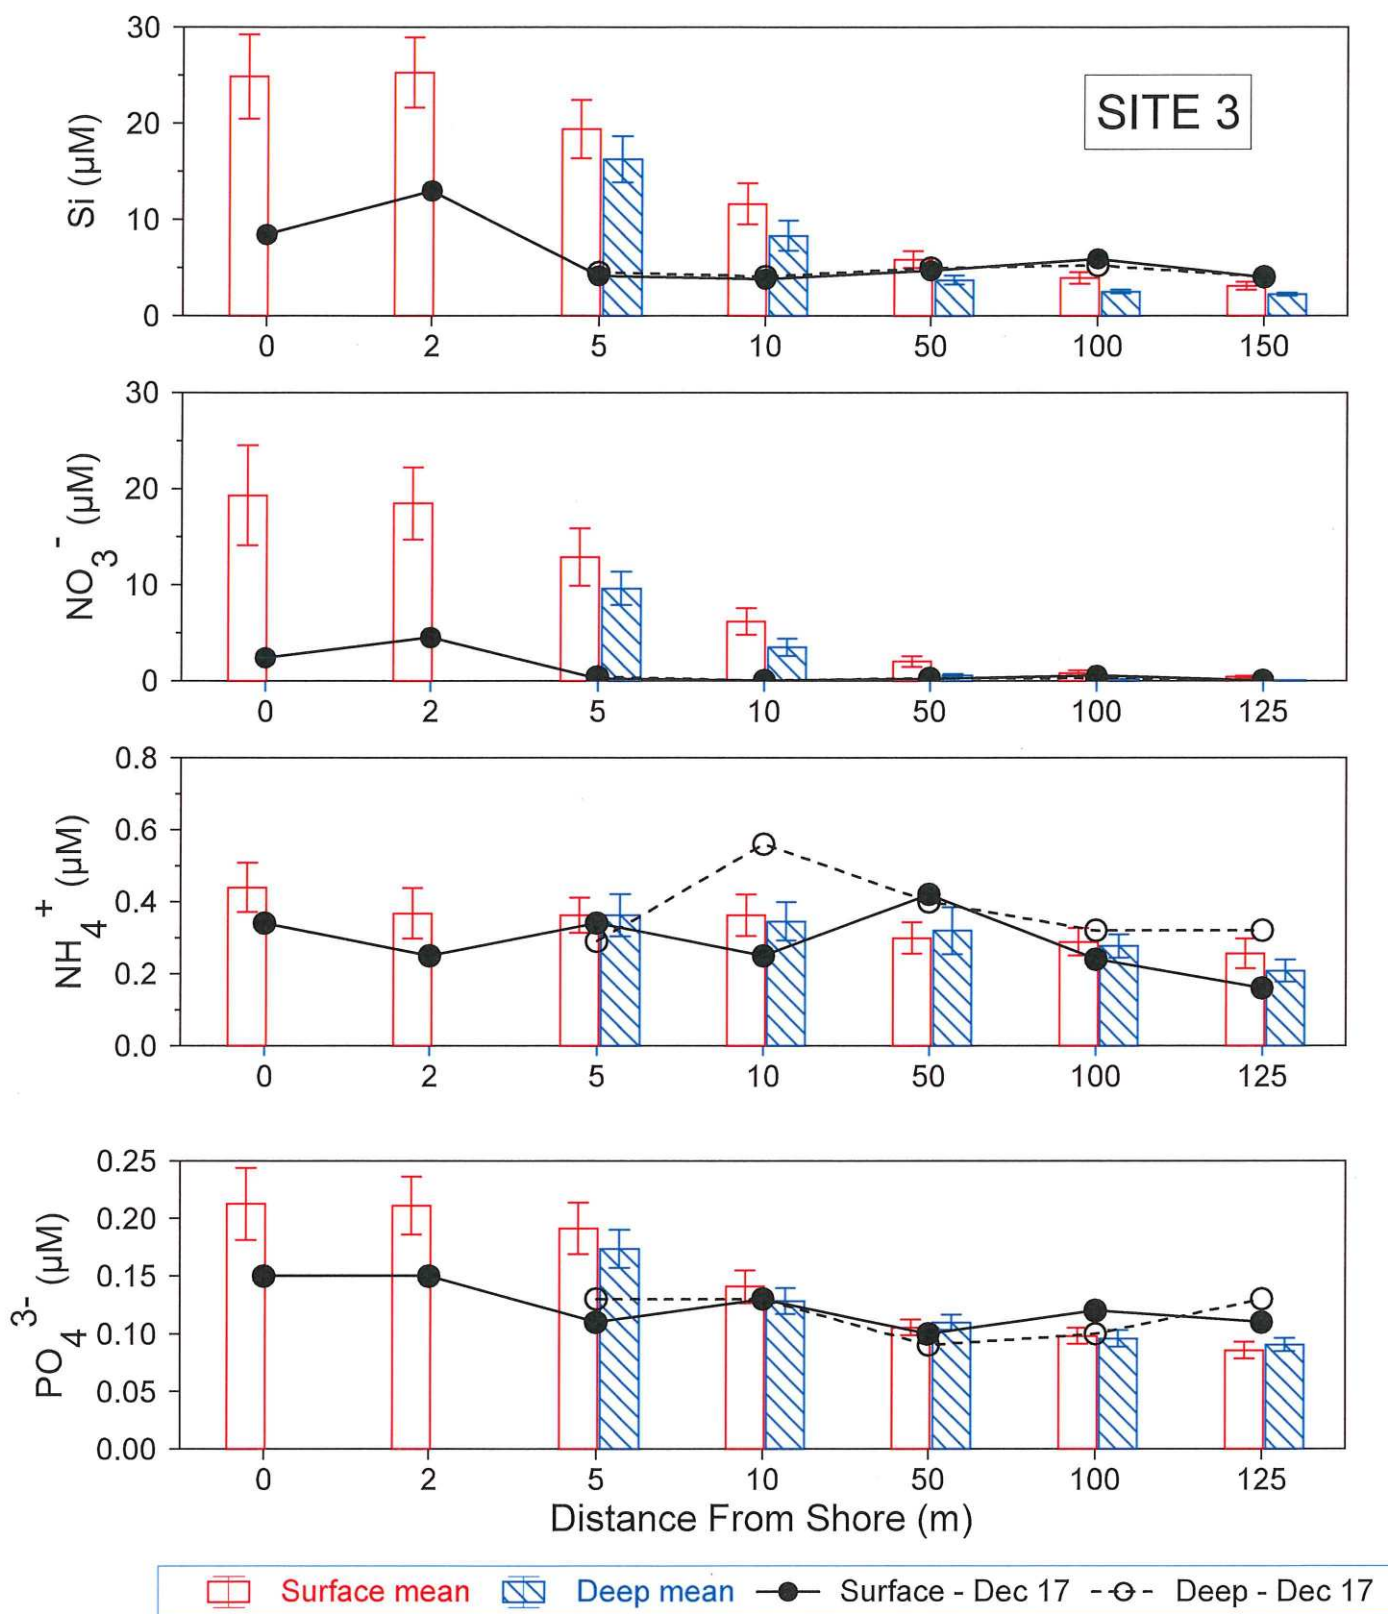 30
20
10
0
Si (µM)
SITE 3
0 2 5 10 50 100 150
30
20
10
0
NO3- (µM)
0 2 5 10 50 100 125
0.8
0.6
0.4
0.2
0.0
NH4+ (µM)
0 2 5 10 50 100 125
0.25
0.20
0.15
0.10
0.05
0.00
PO43- (µM)
0 2 5 10 50 100 125
Distance From Shore (m)
Surface mean Deep mean Surface - Dec 17 Deep - Dec 17